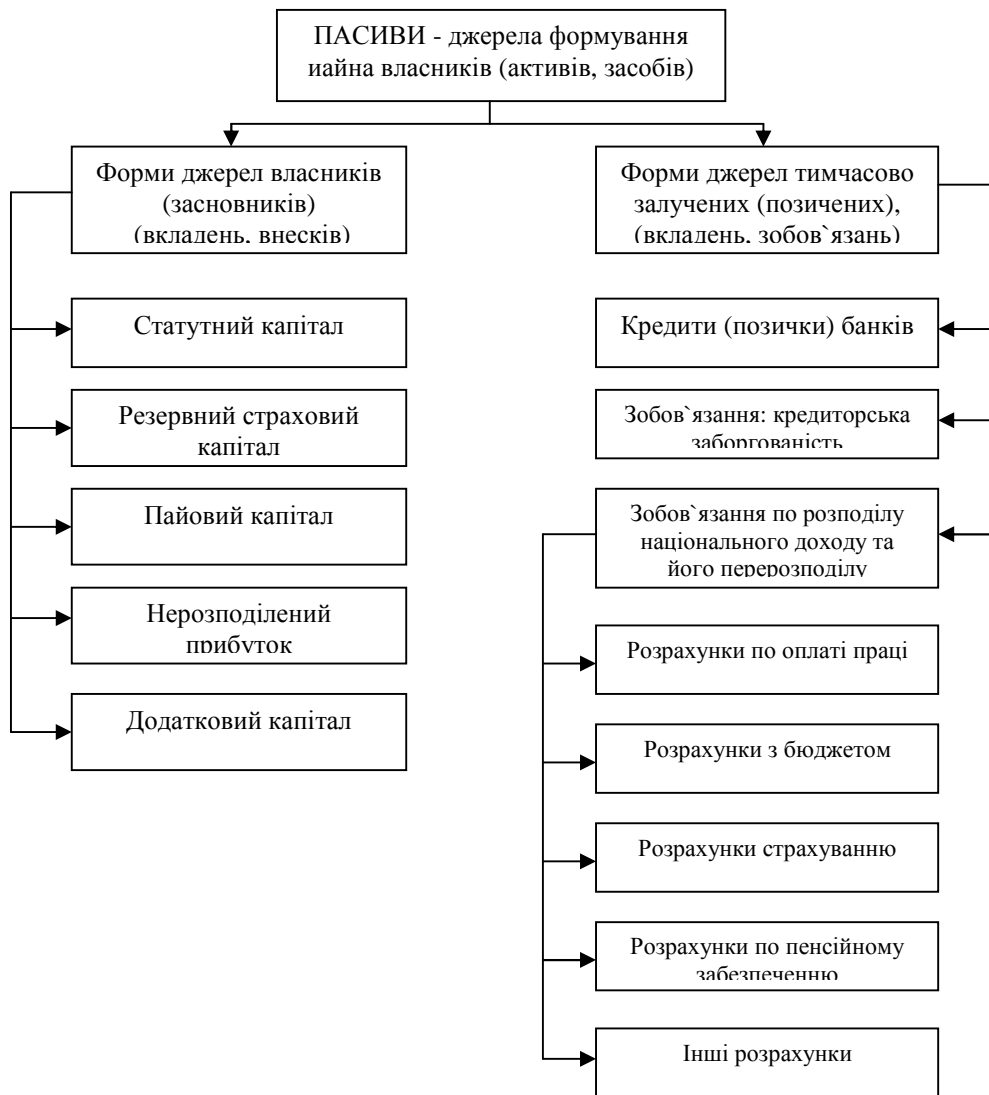 ПАСИВИ - джерела формування
иайна власників (активів, засобів)
Форми джерел власників
(засновників)
(вкладень, внесків)
Форми джерел тимчасово
залучених (позичених),
(вкладень, зобов`язань)
Статутний капітал
Резервний страховий
капітал
Пайовий капітал
Нерозподілений
прибуток
Додатковий капітал
Кредити (позички) банків
Зобов`язання: кредиторська
заборгованість
Зобов`язання по розподілу
національного доходу та
його перерозподілу
Розрахунки по оплаті праці
Розрахунки з бюджетом
Розрахунки страхуванню
Розрахунки по пенсійному
забезпеченню
Інші розрахунки